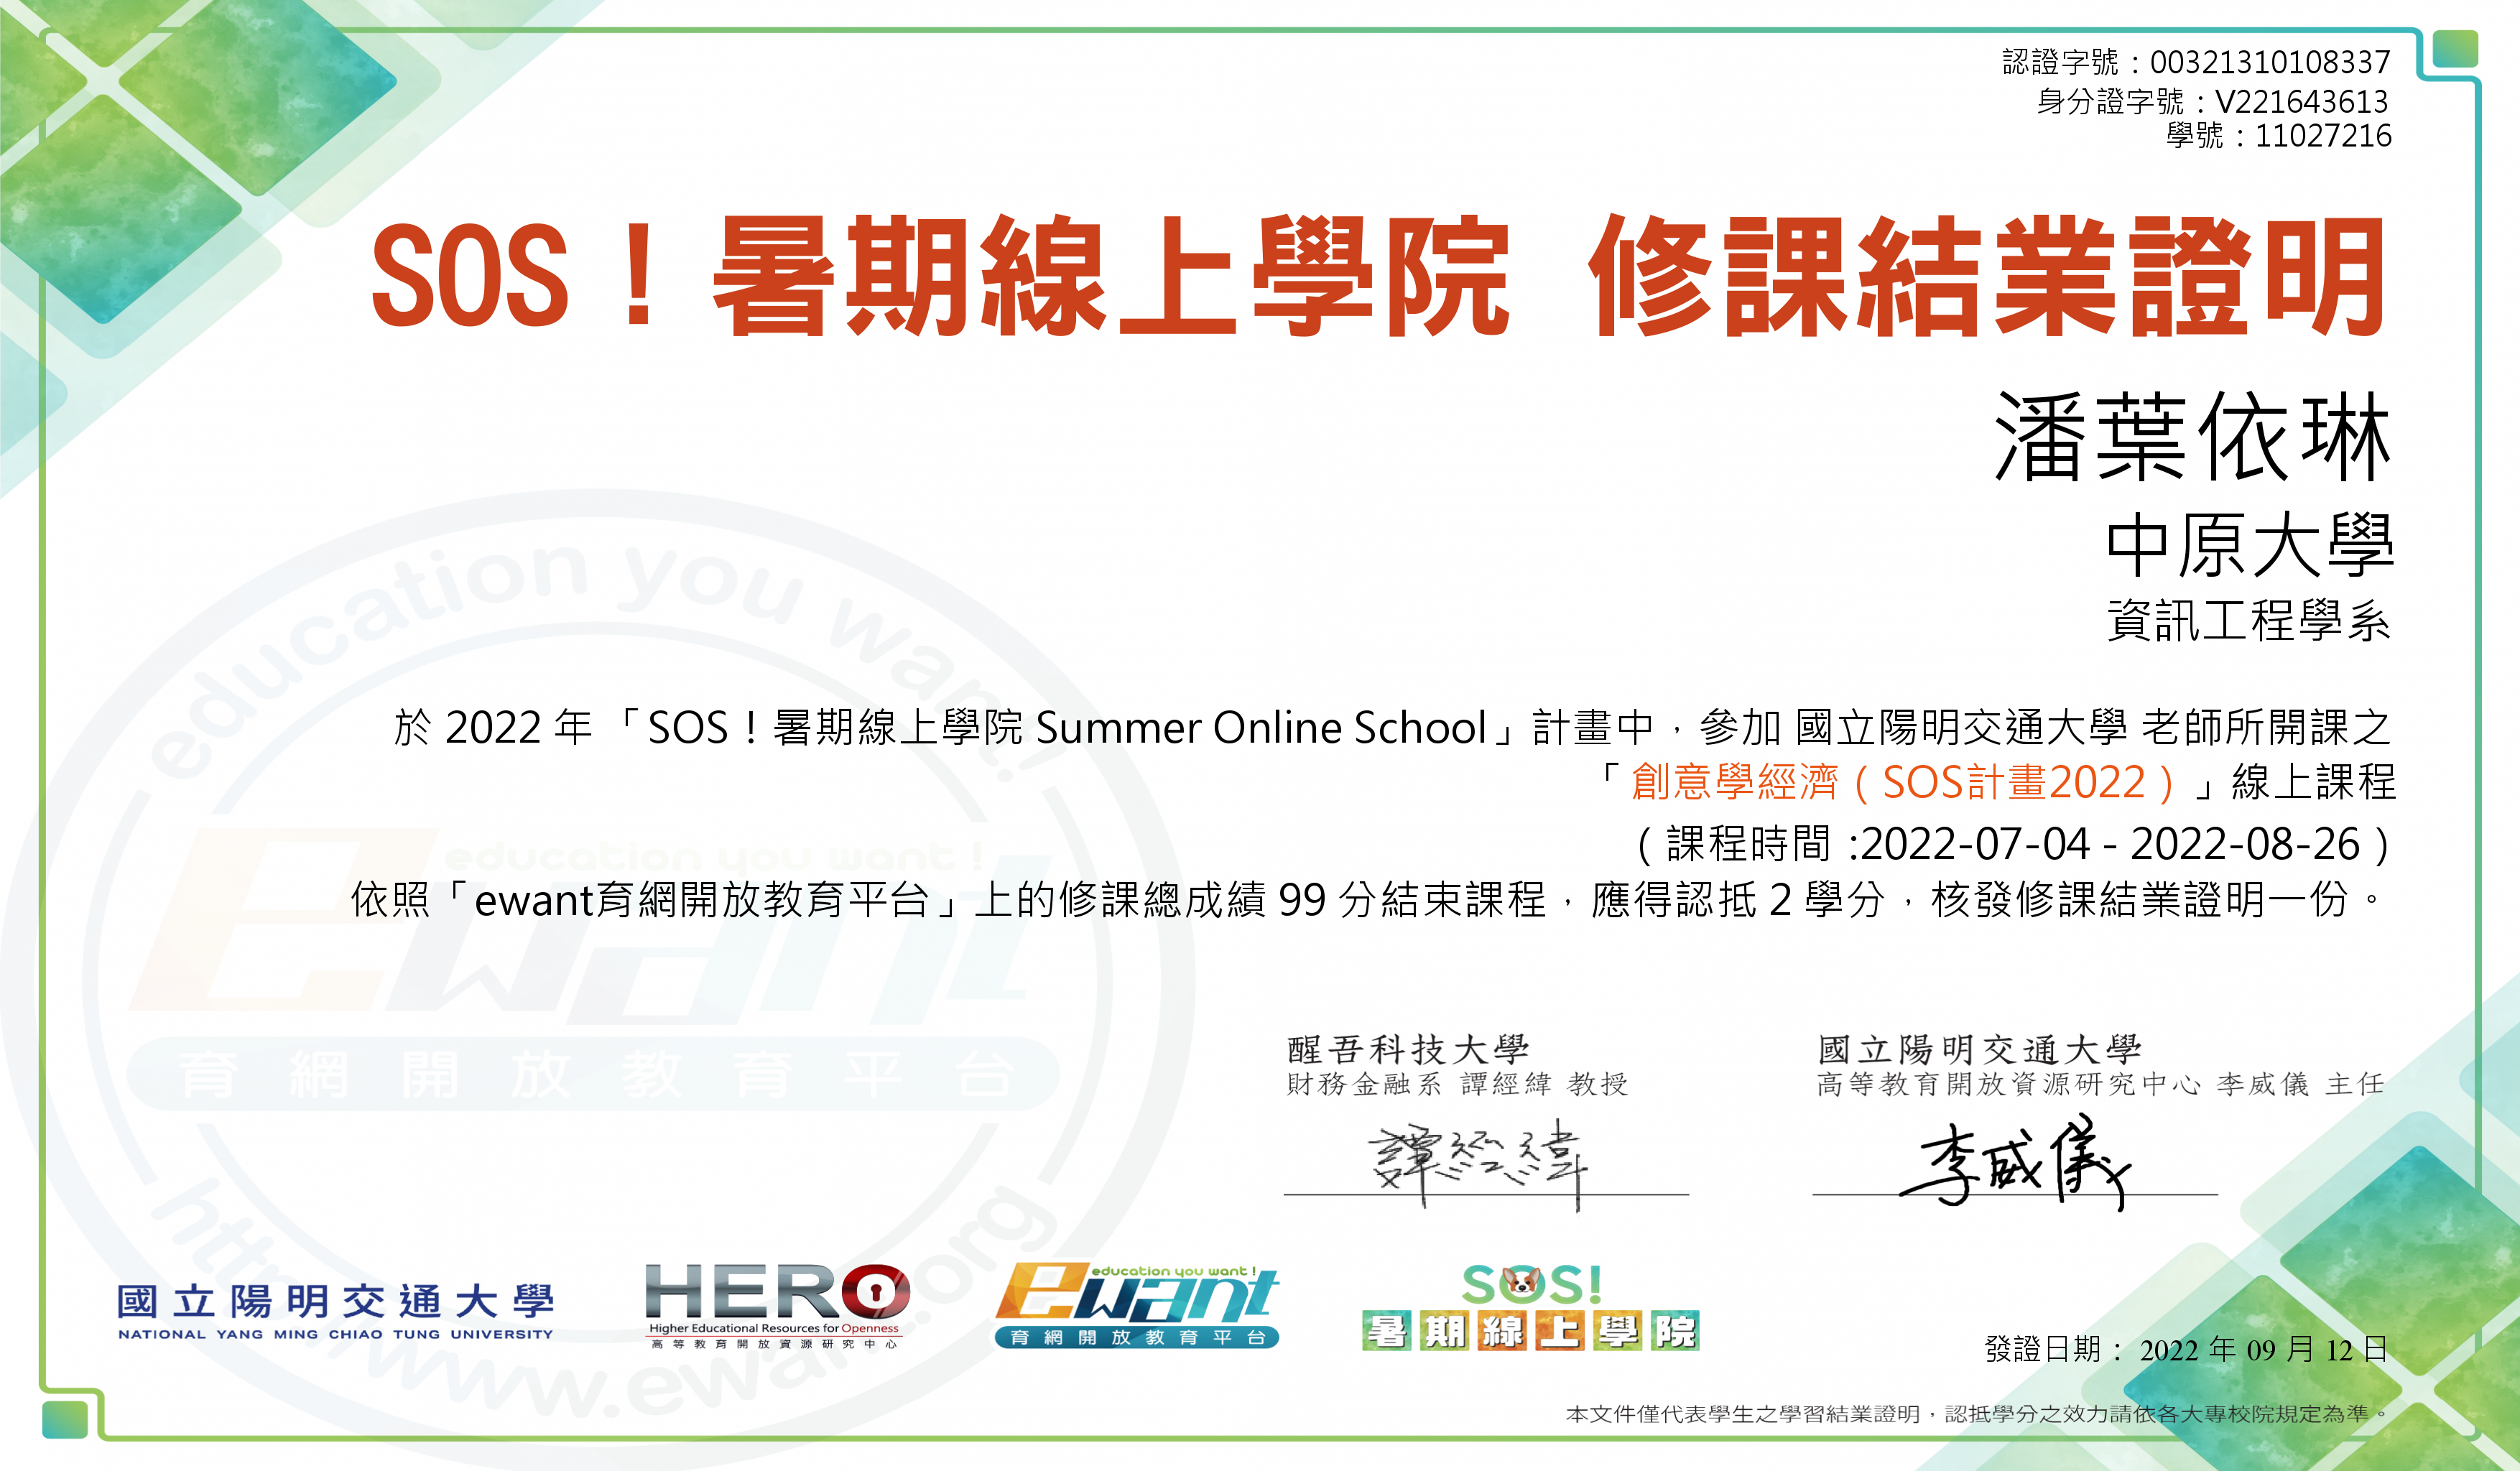 認證字號：00321310108337
身分證字號：V221643613
學號：11027216
SOS！暑期線上學院 修課結業證明
潘葉依琳
中原大學
資訊工程學系
於 2022 年 「SOS！暑期線上學院 Summer Online School」計畫中，參加 國立陽明交通大學 老師所開課之
「創意學經濟（SOS計畫2022）」線上課程
（課程時間 :2022-07-04 - 2022-08-26）
依照「ewant育網開放教育平台」上的修課總成績 99 分結束課程，應得認抵 2 學分，核發修課結業證明一份。
education you want!
education you want !
ewant
育網開放教育平台
http://www.ewant.org
醒吾科技大學
財務金融系 譚經緯 教授
譚經緯
國立陽明交通大學
高等教育開放資源研究中心 李威儀 主任
李威儀
國立陽明交通大學
NATIONAL YANG MING CHIAO TUNG UNIVERSITY
HERO
Higher Educational Resources for Openness
高等教育開放資源研究中心
education you want !
ewant
育網開放教育平台
SOS!
暑期線上學院
發證日期： 2022 年 09 月 12 日
本文件僅代表學生之學習結業證明，認抵學分之效力請依各大專校院規定為準。